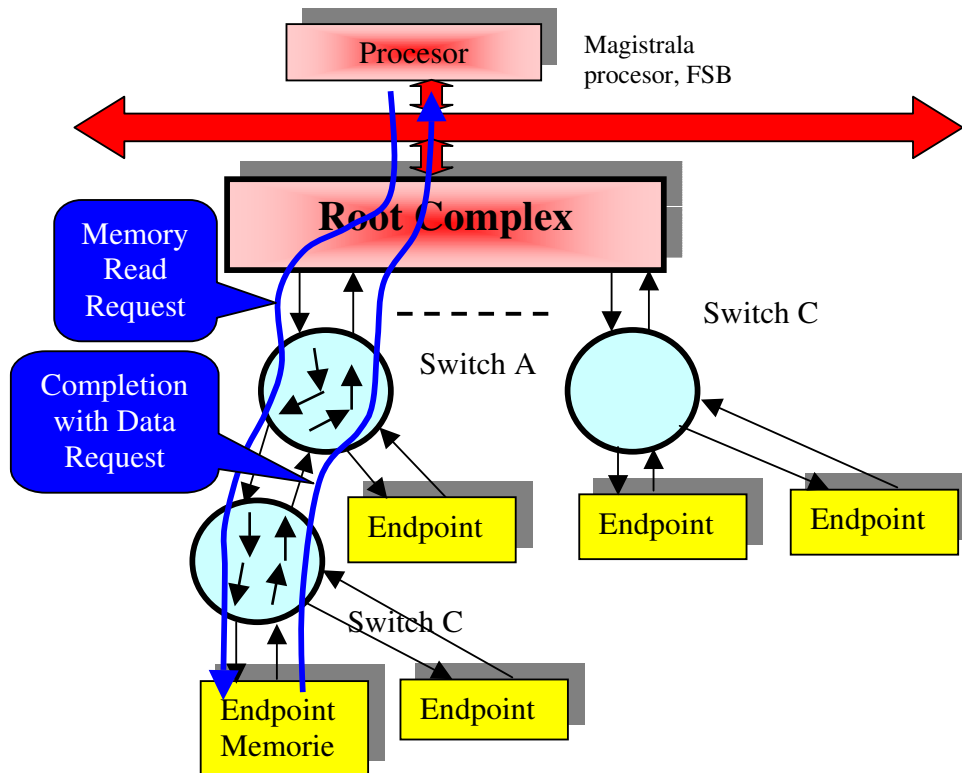 Procesor
Magistrala
procesor, FSB
Root Complex
Memory
Read
Request
Switch C
Switch A
Completion
with Data
Request
Endpoint
Endpoint
Endpoint
Switch C
Endpoint
Memorie
Endpoint